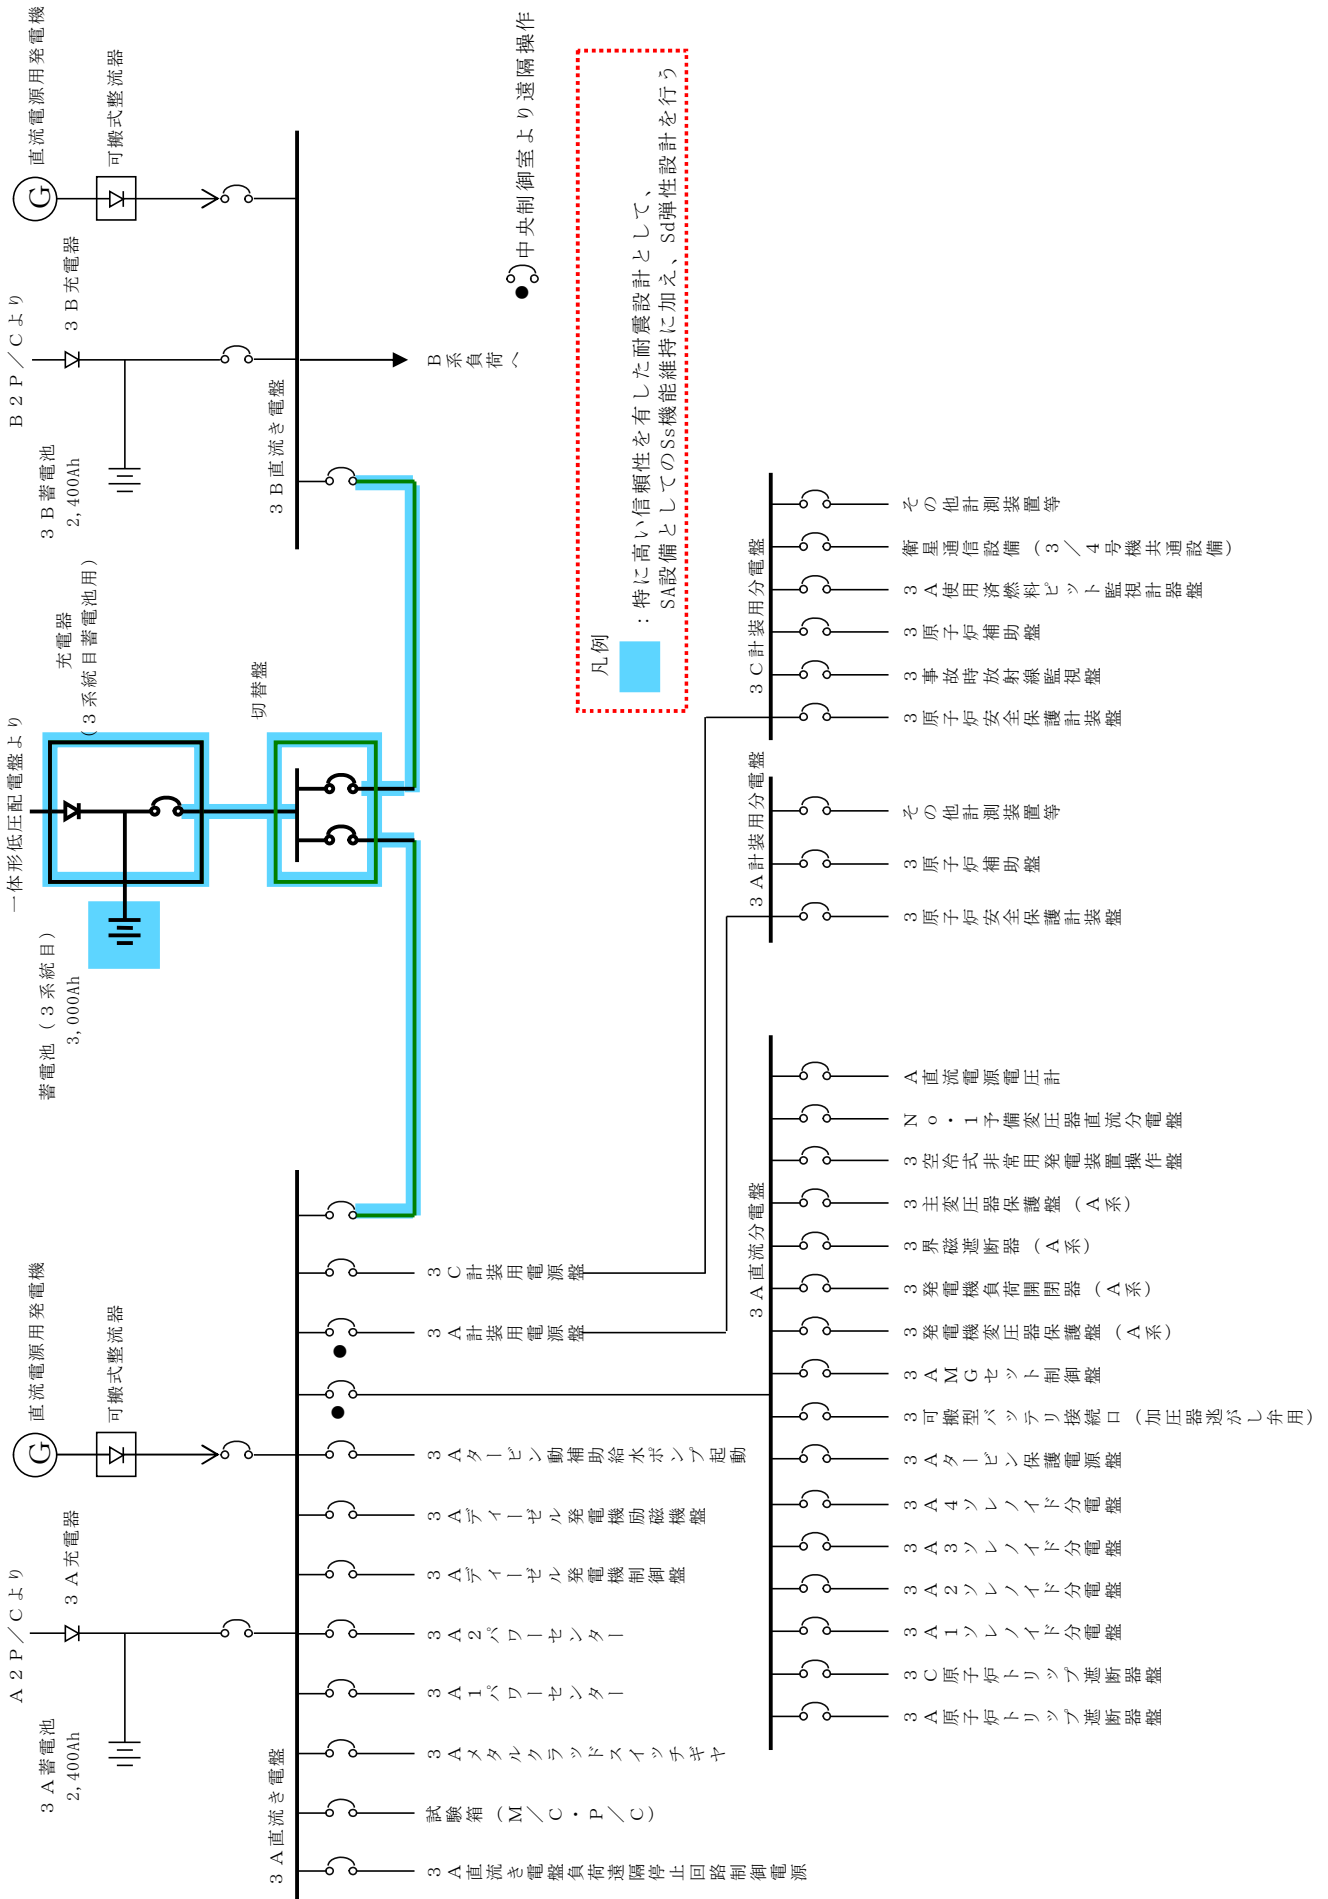 A2P/Cより
3A充電器
3A蓄電池
2,400Ah
直流電源用発電機
G
可搬式整流器
3A直流き電盤
3A直流き電盤負荷遠隔停止回路制御電源
試験箱(M/C・P/C)
3Aメタルクラッドスイッチギヤ
3A1パワーセンター
3A2パワーセンター
3Aディーゼル発電機制御盤
3Aディーゼル発電機励磁機盤
3Aタービン動補助給水ポンプ起動
3A計装用電源盤
3C計装用電源盤
一体形低圧配電盤より
充電器
(3系統目蓄電池用)
蓄電池(3系統目)
3,000Ah
切替盤
B2P/Cより
3B充電器
3B蓄電池
2,400Ah
直流電源用発電機
G
可搬式整流器
3B直流き電盤
B系負荷へ
中央制御室より遠隔操作
凡例
:特に高い信頼性を有した耐震設計として、
SA設備としてのSs機能維持に加え、Sd弾性設計を行う
3A直流分電盤
3A原子炉トリップ遮断器盤
3C原子炉トリップ遮断器盤
3A1ソレノイド分電盤
3A2ソレノイド分電盤
3A3ソレノイド分電盤
3A4ソレノイド分電盤
3Aタービン保護電源盤
3可搬型バッテリ接続口(加圧器逃がし弁用)
3AMGセット制御盤
3発電機変圧器保護盤(A系)
3発電機負荷開閉器(A系)
3界磁遮断器(A系)
3主変圧器保護盤(A系)
3空冷式非常用発電装置操作盤
No.1予備変圧器直流分電盤
A直流電源電圧計
3A計装用分電盤
3原子炉安全保護計装盤
3原子炉補助盤
その他計測装置等
3C計装用分電盤
3原子炉安全保護計装盤
3事故時放射線監視盤
3原子炉補助盤
3A使用済燃料ピット監視計器盤
衛星通信設備(3/4号機共通設備)
その他計測装置等